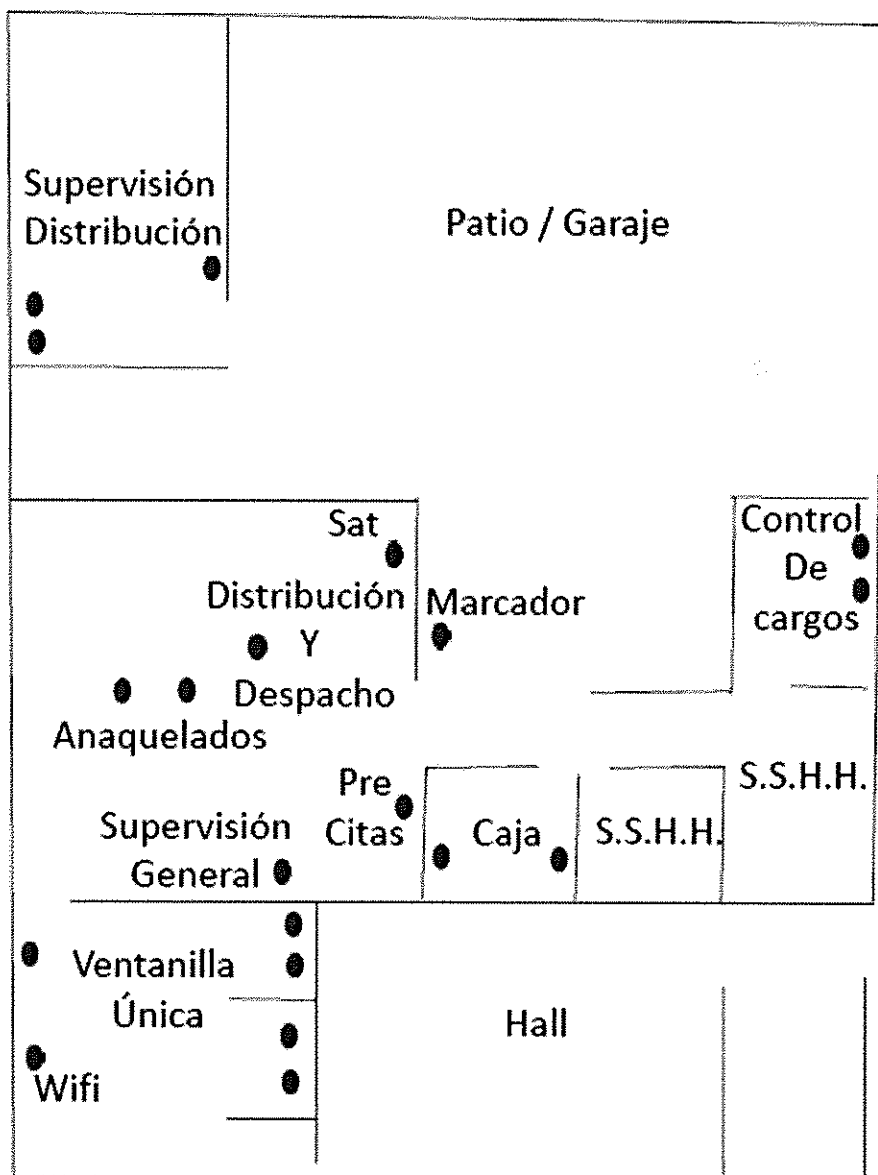 Supervisión
Distribución
Patio / Garaje
Sat
Distribución
Y
Despacho
Marcador
Control
De
cargos
Anaquelados
Pre
Citas
Supervisión
General
Caja
S.S.H.H.
S.S.H.H.
Ventanilla
Única
Wifi
Hall